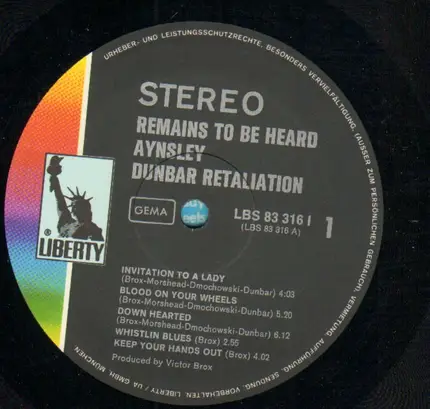 URHEBER- UND LEISTUNGSSCHUTZRECHTE, BESONDERES VERVIELFÄLTIGUNG, (AUSSER ZUM PERSÖNLICHEN GEBRAUCH), VERMIETUNG, AUFFÜHRUNG, SENDUNG, VORBEHALTEN. LIBERTY / UA GMBH, MÜNCHEN.
STEREO
REMAINS TO BE HEARD
AYNSLEY
DUNBAR RETALIATION
GEMA
LBS 83 316 I
(LBS 83 316 A)
1
® LIBERTY
INVITATION TO A LADY
(Brox-Morshead-Dmochowski-Dunbar) 4:03
BLOOD ON YOUR WHEELS
(Brox-Morshead-Dmochowski-Dunbar) 5.20
DOWN HEARTED
(Brox-Morshead-Dmochowski-Dunbar) 6.12
WHISTLIN BLUES (Brox) 2.55
KEEP YOUR HANDS OUT (Brox) 4.02
Produced by Victor Brox